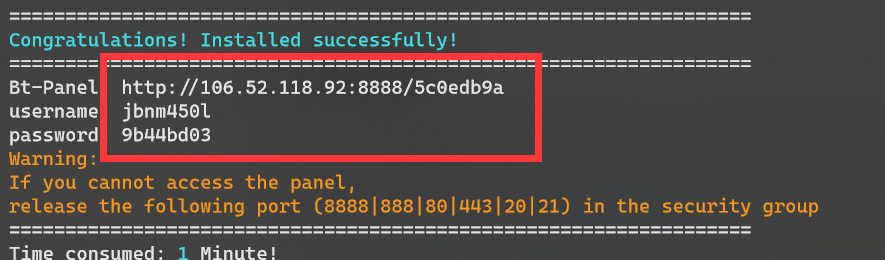 ==================================================================
Congratulations! Installed successfully!
==================================================================
Bt-Panel: http://106.52.118.92:8888/5c0edb9a
username: jbnm450l
password: 9b44bd03
Warning:
If you cannot access the panel,
release the following port (8888|888|80|443|20|21) in the security group
==================================================================
Time consumed: 1 Minute!